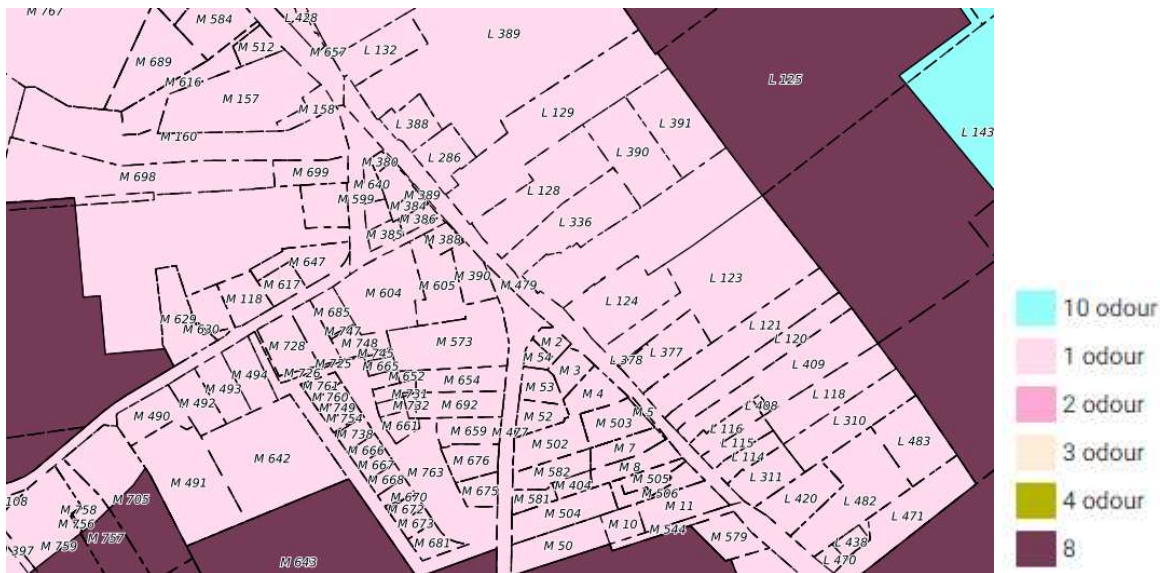 M 767
M 584
L 428
L 389
M 512
M 657
L 132
M 689
M 616
L 125
M 157
M 158
L 129
L 143
L 388
L 391
M 160
L 390
L 286
M 380
M 698
M 699
M 640
L 128
M 599
M 389
M 384
M 386
L 336
M 385
M 388
M 647
M 390
L 123
M 617
M 605
M 479
M 604
M 118
L 124
M 685
M 629
M 630
L 121
M 747
L 120
M 728
M 748
M 573
M 2
M 745
M 54
L 377
L 378
L 409
M 725
M 665
M 3
M 494
M 726
M 652
M 654
M 493
M 761
M 53
M 4
L 118
M 760
M 731
M 492
M 749
M 732
M 692
L 408
M 490
M 754
M 52
M 5
M 503
L 310
M 661
M 738
M 659
M 477
L 116
L 115
L 483
M 502
M 666
M 7
L 114
M 642
M 667
M 676
M 8
M 668
M 763
M 582
L 311
M 491
M 404
M 505
M 675
M 506
M 705
M 670
M 581
L 420
L 482
108
M 758
M 672
M 504
M 11
M 756
M 673
M 10
L 471
M 757
M 544
M 579
397
M 759
M 681
M 50
L 438
M 643
L 470
10 odour
1 odour
2 odour
3 odour
4 odour
8